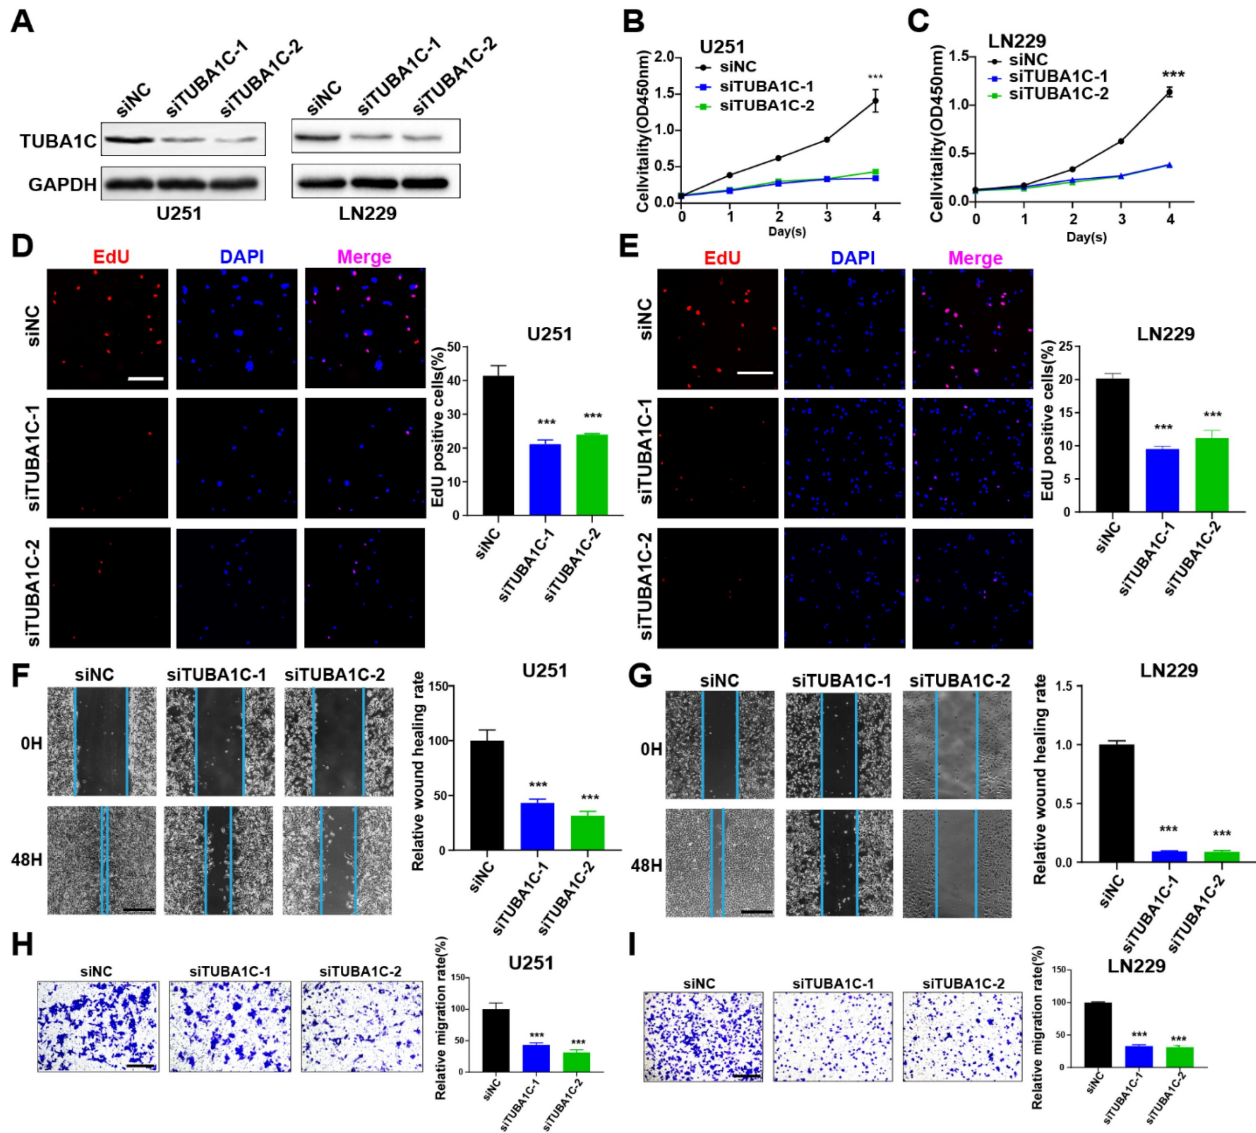 A
siNC
siTUBA1C-1
siTUBA1C-2
siNC
siTUBA1C-1
siTUBA1C-2
TUBA1C
GAPDH
U251
LN229
B
U251
siNC
siTUBA1C-1
siTUBA1C-2
***
Cellvitality(OD450nm)
1.5
1.0
0.5
0.0
0 1 2 3 4
Day(s)
C
LN229
siNC
siTUBA1C-1
siTUBA1C-2
***
Cellvitality(OD450nm)
1.5
1.0
0.5
0.0
0 1 2 3 4
Day(s)
D
EdU DAPI Merge
siNC
siTUBA1C-1
siTUBA1C-2
U251
EdU positive cells(%)
50
40
30
20
10
0
*** ***
siNC
siTUBA1C-1
siTUBA1C-2
E
EdU DAPI Merge
siNC
siTUBA1C-1
siTUBA1C-2
LN229
EdU positive cells(%)
25
20
15
10
5
0
*** ***
siNC
siTUBA1C-1
siTUBA1C-2
F
siNC siTUBA1C-1 siTUBA1C-2
0H
48H
U251
Relative wound healing rate
150
100
50
0
*** ***
siNC
siTUBA1C-1
siTUBA1C-2
G
siNC siTUBA1C-1 siTUBA1C-2
0H
48H
LN229
Relative wound healing rate
1.5
1.0
0.5
0.0
*** ***
siNC
siTUBA1C-1
siTUBA1C-2
H
siNC siTUBA1C-1 siTUBA1C-2
U251
Relative migration rate(%)
150
100
50
0
*** ***
siNC
siTUBA1C-1
siTUBA1C-2
I
siNC siTUBA1C-1 siTUBA1C-2
LN229
Relative migration rate(%)
150
100
50
0
*** ***
siNC
siTUBA1C-1
siTUBA1C-2